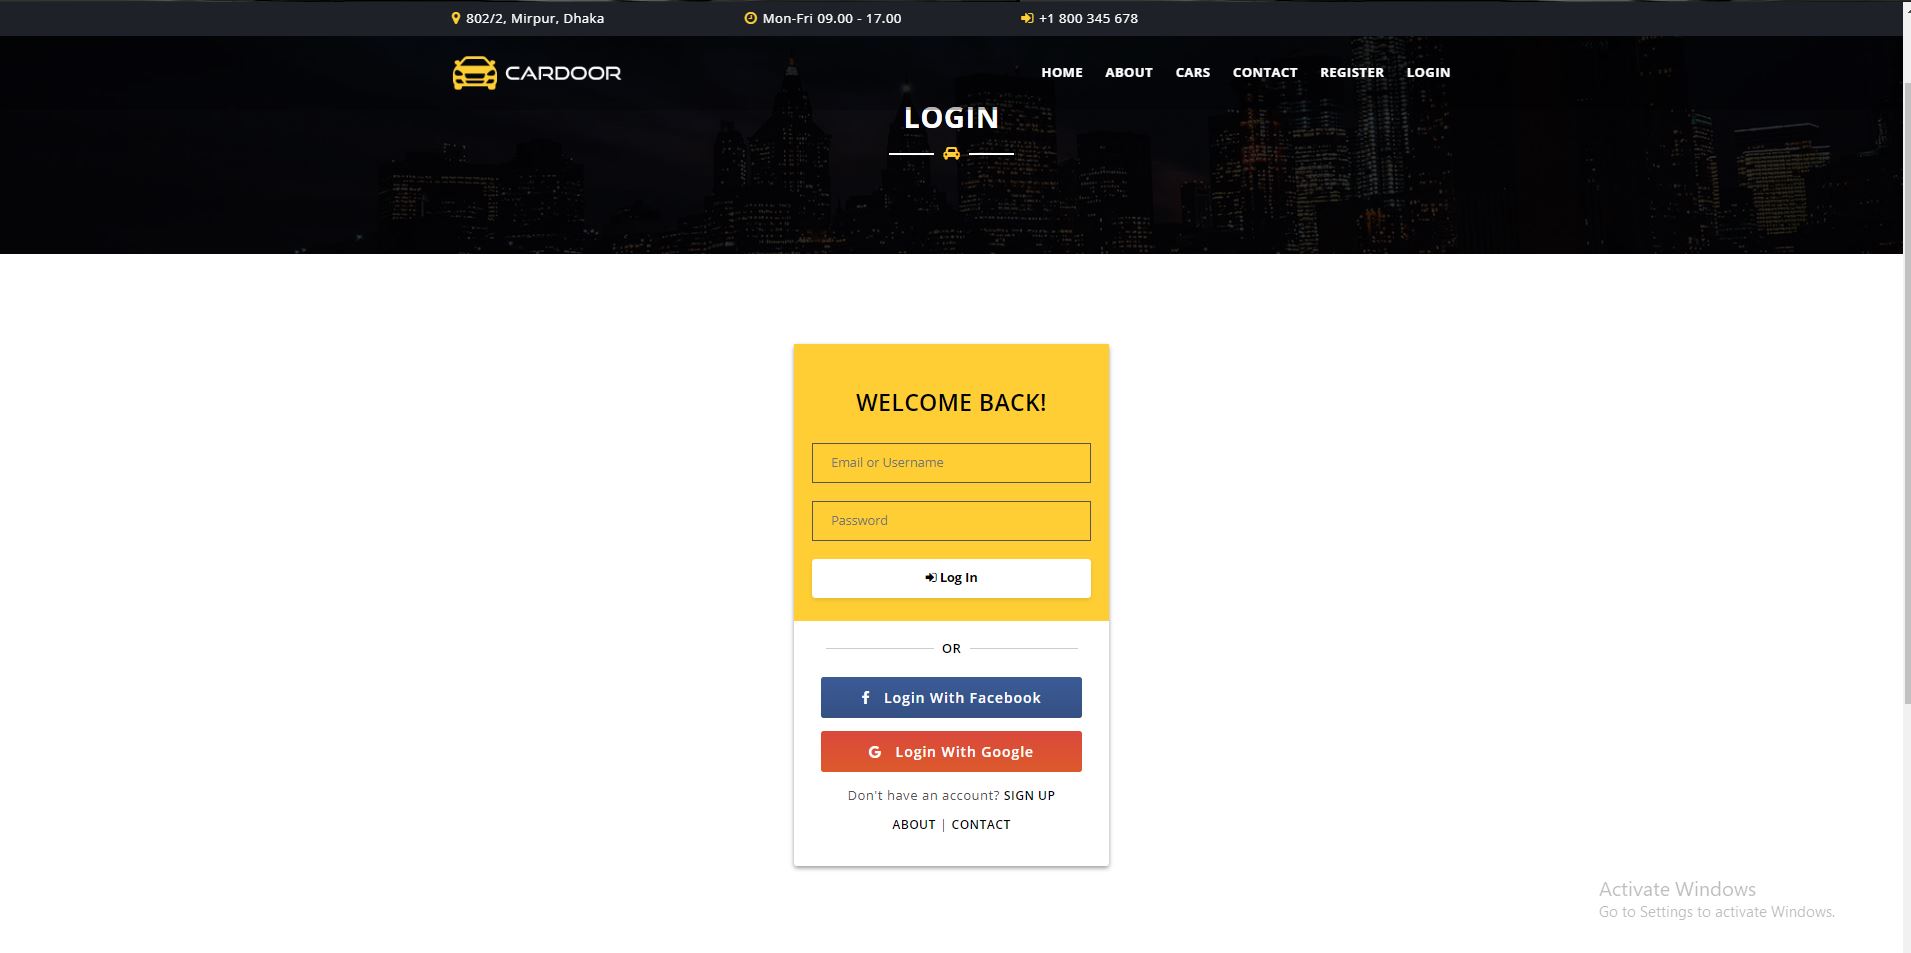 802/2, Mirpur, Dhaka Mon-Fri 09.00 - 17.00 +1 800 345 678
CARDOOR HOME ABOUT CARS CONTACT REGISTER LOGIN
LOGIN
WELCOME BACK!
Email or Username
Password
Log In
OR
f Login With Facebook
G Login With Google
Don't have an account? SIGN UP
ABOUT | CONTACT
Activate Windows
Go to Settings to activate Windows.